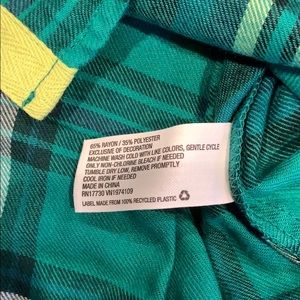 65% RAYON / 35% POLYESTER
EXCLUSIVE OF DECORATION
MACHINE WASH COLD WITH LIKE COLORS, GENTLE CYCLE
ONLY NON-CHLORINE BLEACH IF NEEDED
TUMBLE DRY LOW, REMOVE PROMPTLY
COOL IRON IF NEEDED
MADE IN CHINA
RN17730 VN1974109
LABEL MADE FROM 100% RECYCLED PLASTIC